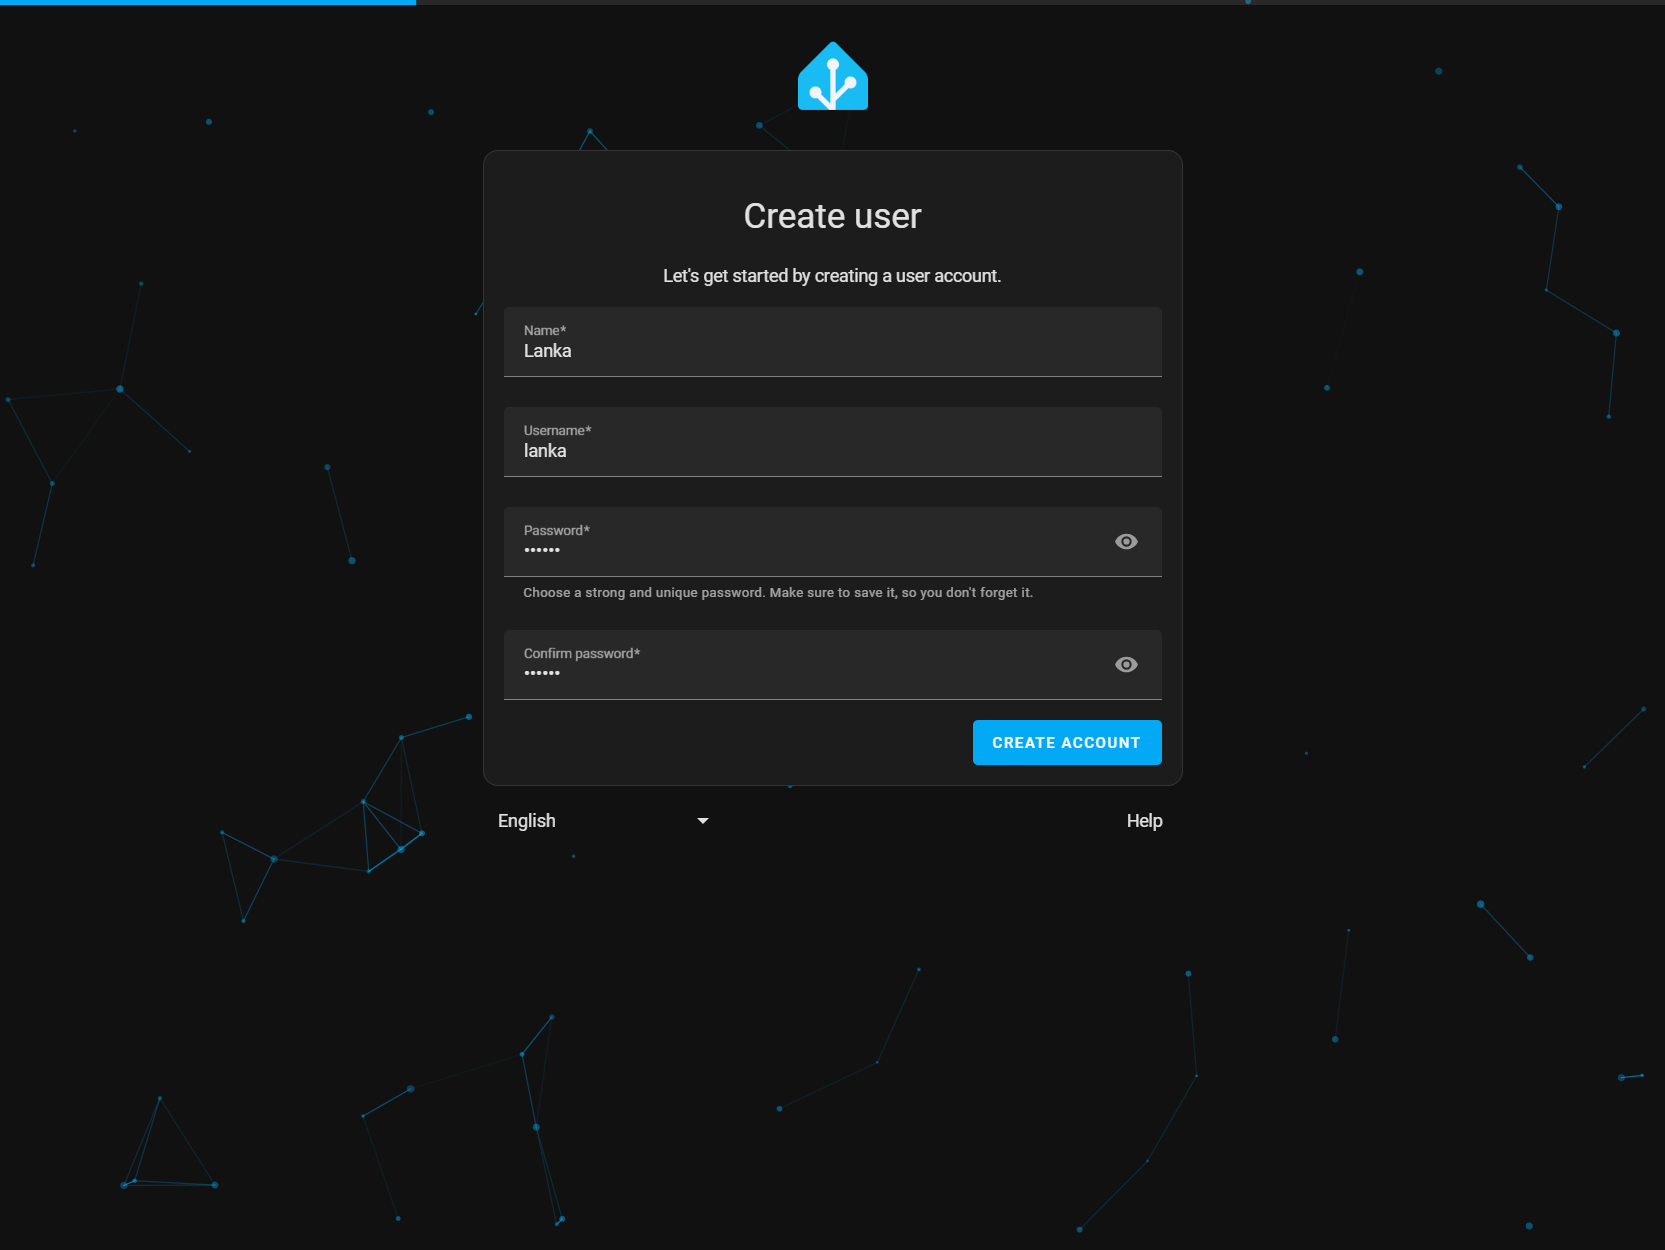 Create user
Let's get started by creating a user account.
Name*
Lanka
Username*
lanka
Password*
••••••
Choose a strong and unique password. Make sure to save it, so you don't forget it.
Confirm password*
••••••
CREATE ACCOUNT
English
Help